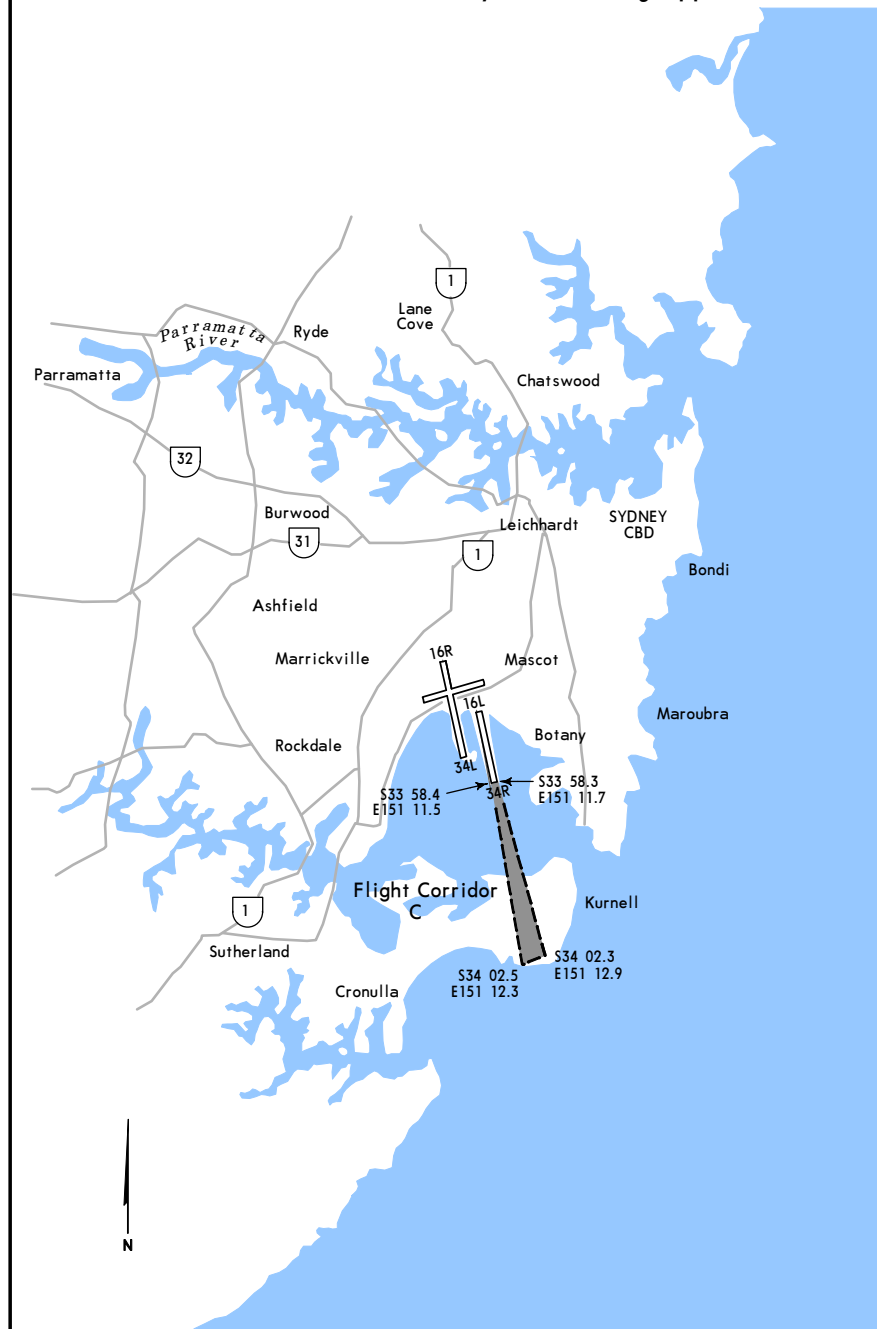 1
Lane
Cove
Parramatta
River
Ryde
Parramatta
Chatswood
32
Burwood
31
Leichhardt
SYDNEY
CBD
1
Bondi
Ashfield
Marrickville
16R
Mascot
16L
Maroubra
Rockdale
Botany
34L
34R
S33 58.4
E151 11.5
S33 58.3
E151 11.7
Flight Corridor
C
Kurnell
1
Sutherland
S34 02.5
E151 12.3
S34 02.3
E151 12.9
Cronulla
N